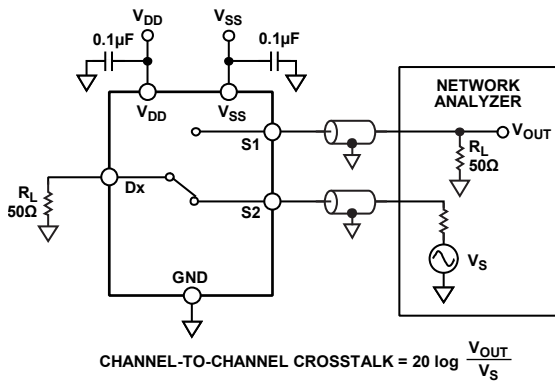 VDD
VSS
0.1µF
0.1µF
VDD
VSS
NETWORK
ANALYZER
S1
VOUT
RL
50Ω
Dx
RL
50Ω
S2
VS
GND
CHANNEL-TO-CHANNEL CROSSTALK = 20 log VOUT
VS